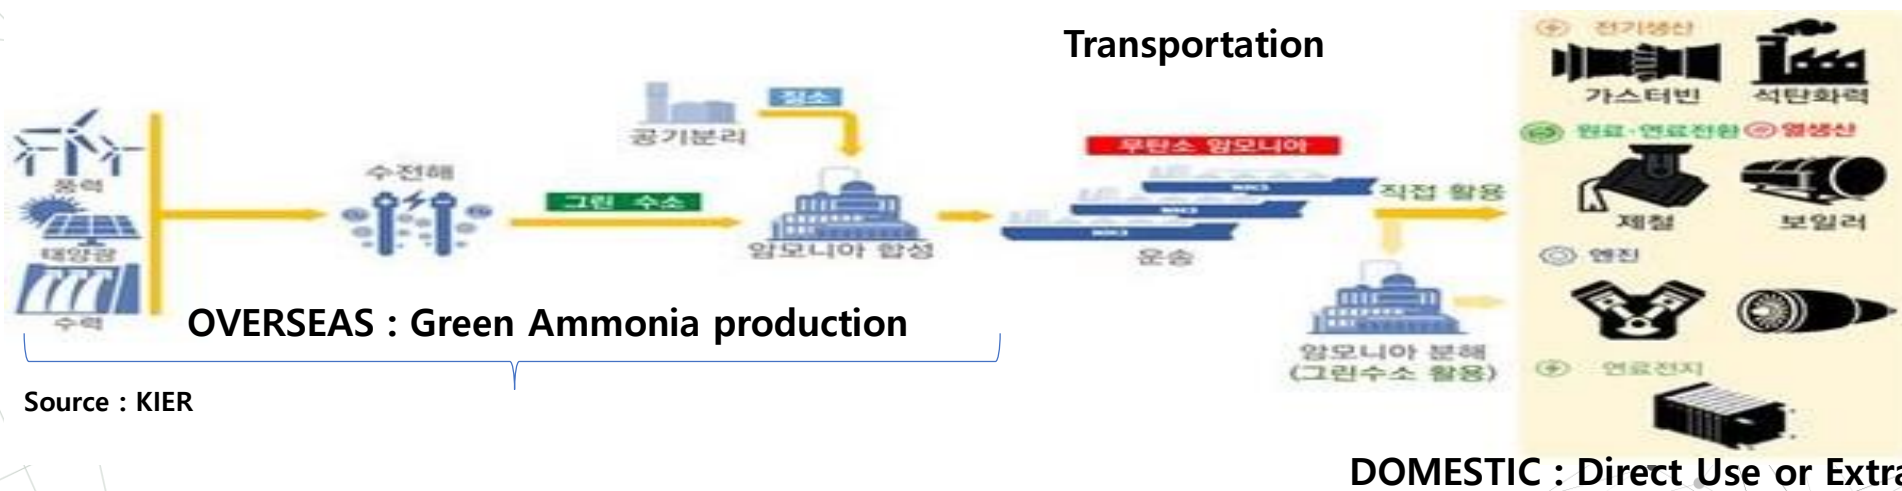 Transportation
전기생산
가스터빈
석탄화력
원료·연료전환
열생산
제철
보일러
엔진
연료전지
풍력
태양광
수력
수전해
그린 수소
공기분리
질소
암모니아 합성
무탄소 암모니아
운송
직접 활용
암모니아 분해
(그린수소 활용)
OVERSEAS : Green Ammonia production
Source : KIER
DOMESTIC : Direct Use or Extra